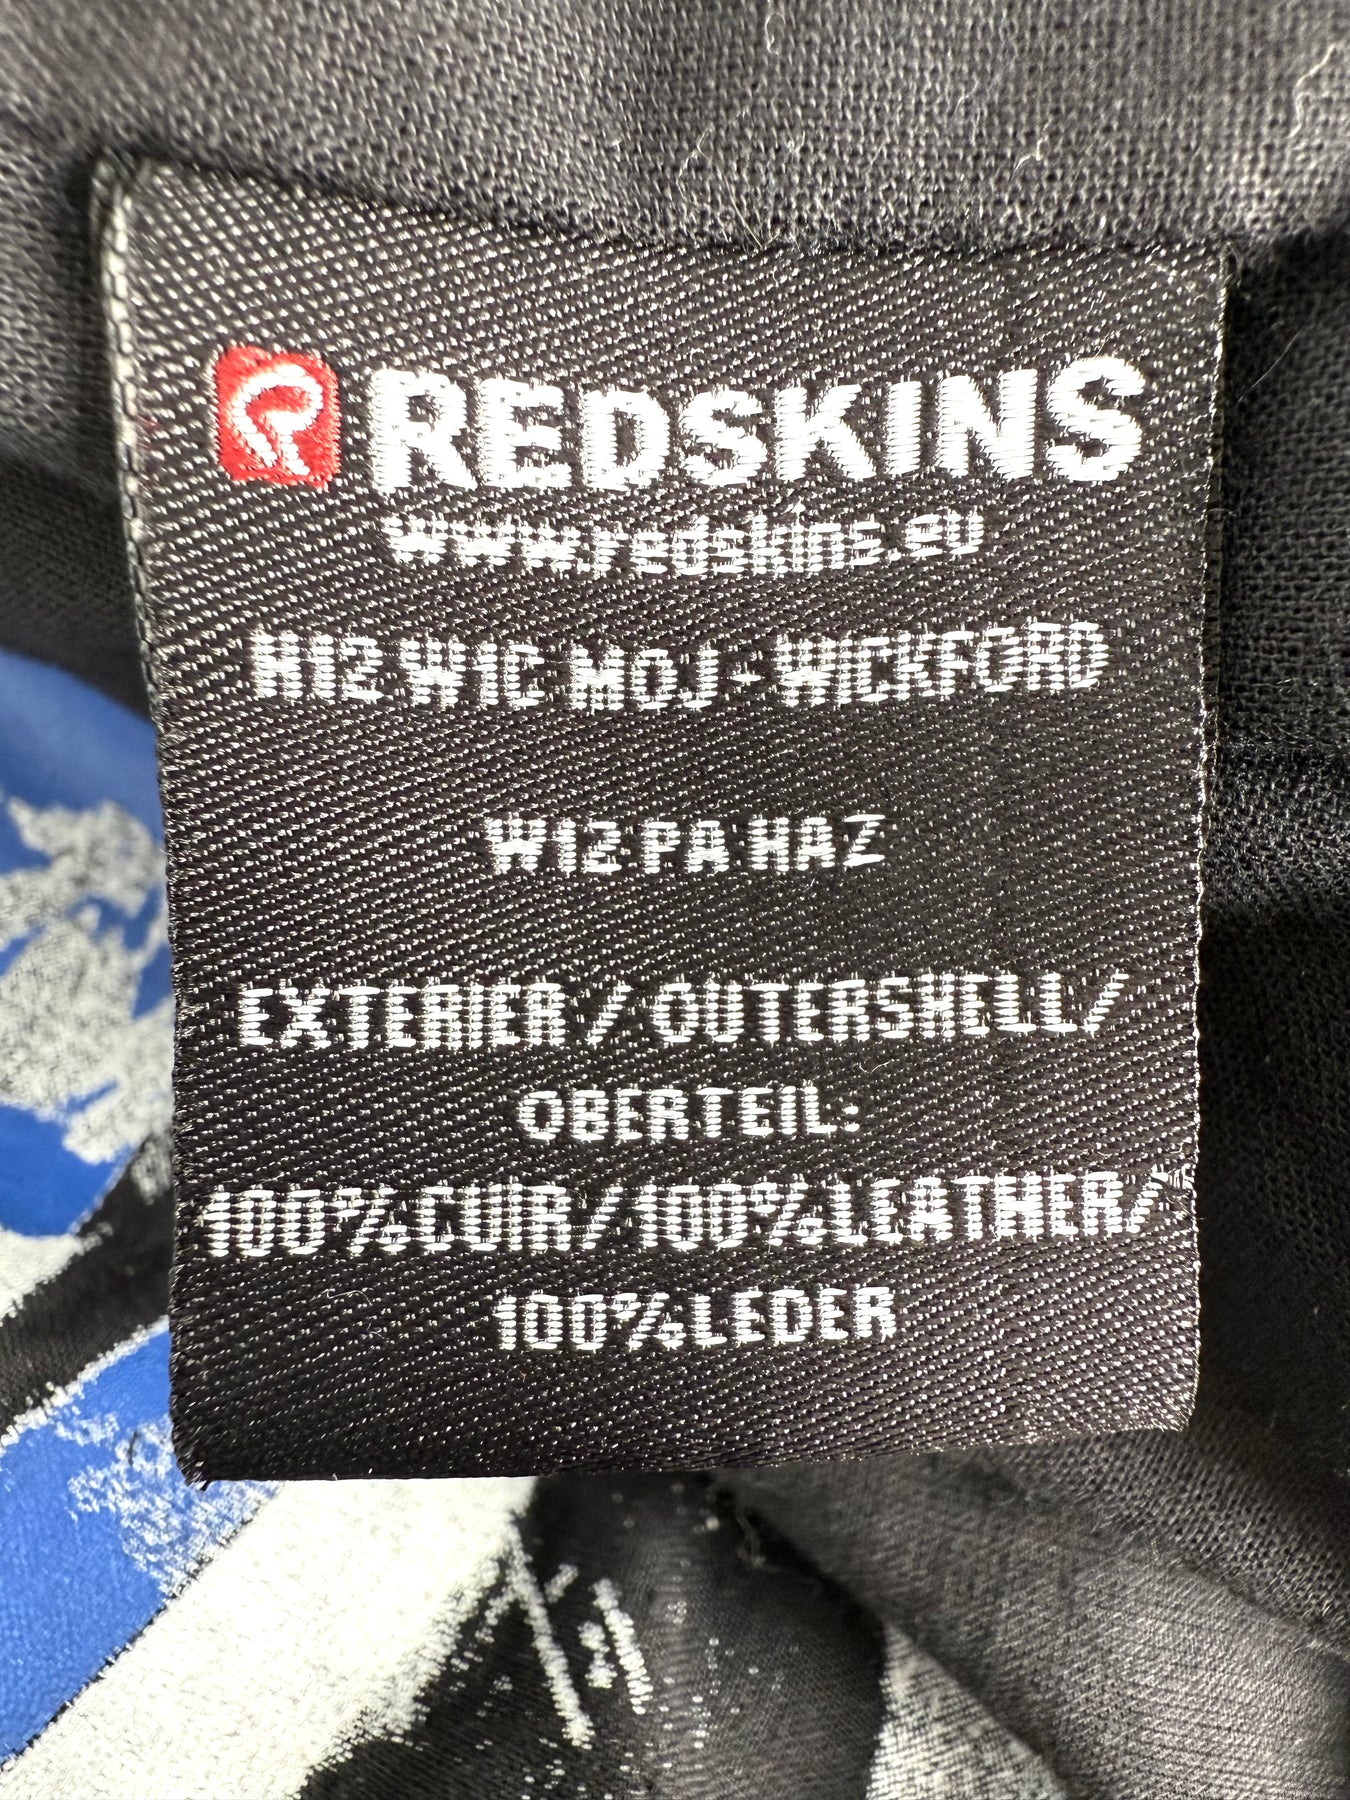 REDSKINS
www.redskins.eu
H12 W1C MOJ - WICKFORD
W12 PA HAZ
EXTERIER / OUTERSHELL/
OBERTEIL:
100% CUIR / 100% LEATHER/
100% LEDER